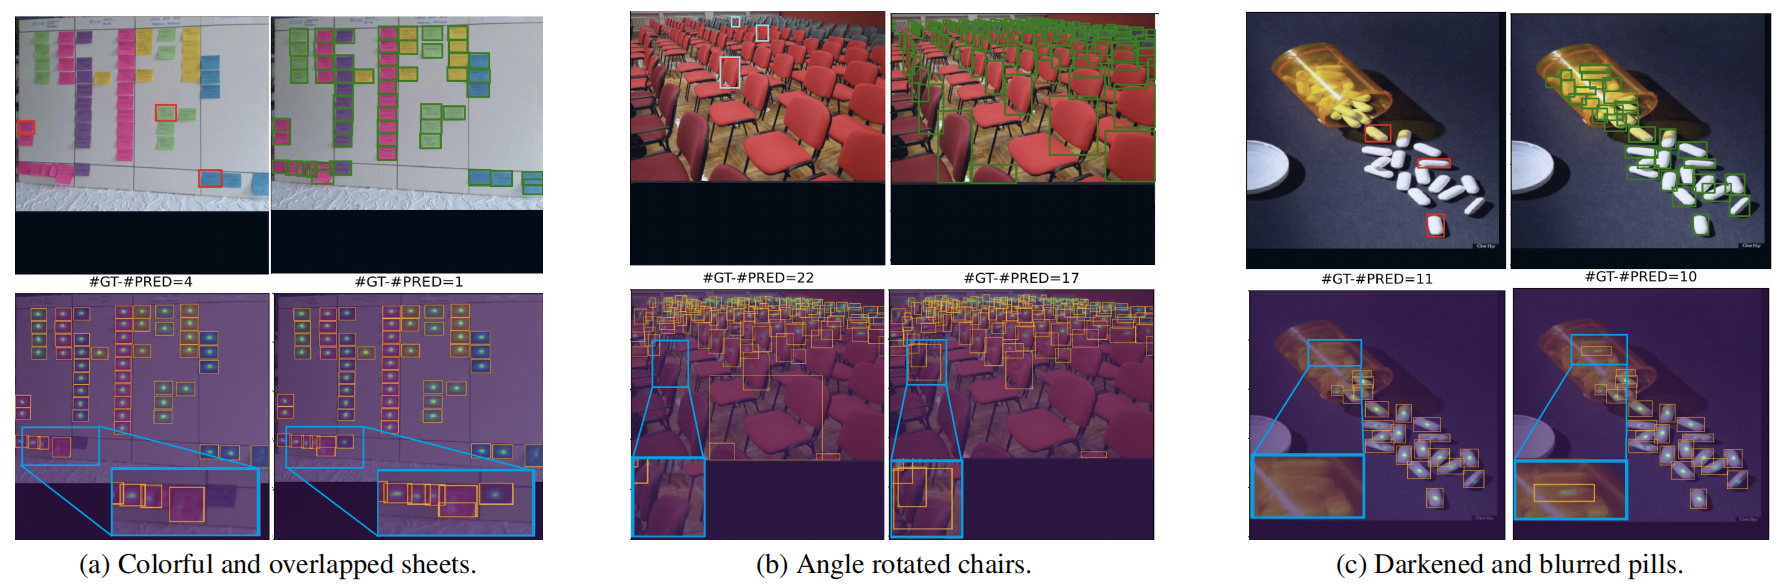 #GT-#PRED=4
#GT-#PRED=1
#GT-#PRED=22
#GT-#PRED=17
#GT-#PRED=11
#GT-#PRED=10
(a) Colorful and overlapped sheets.
(b) Angle rotated chairs.
(c) Darkened and blurred pills.